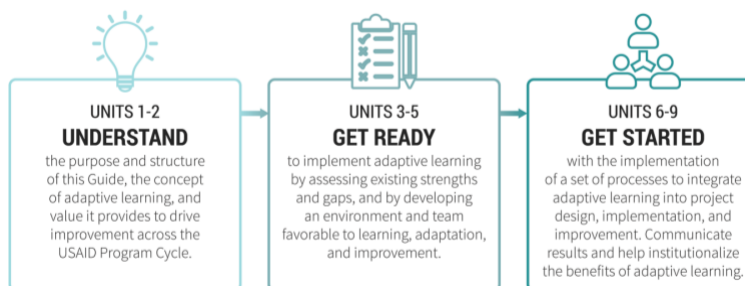 UNITS 1-2
UNDERSTAND
the purpose and structure
of this Guide, the concept
of adaptive learning, and
value it provides to drive
improvement across the
USAID Program Cycle.
UNITS 3-5
GET READY
to implement adaptive learning
by assessing existing strengths
and gaps, and by developing
an environment and team
favorable to learning, adaptation,
and improvement.
UNITS 6-9
GET STARTED
with the implementation
of a set of processes to integrate
adaptive learning into project
design, implementation, and
improvement. Communicate
results and help institutionalize
the benefits of adaptive learning.